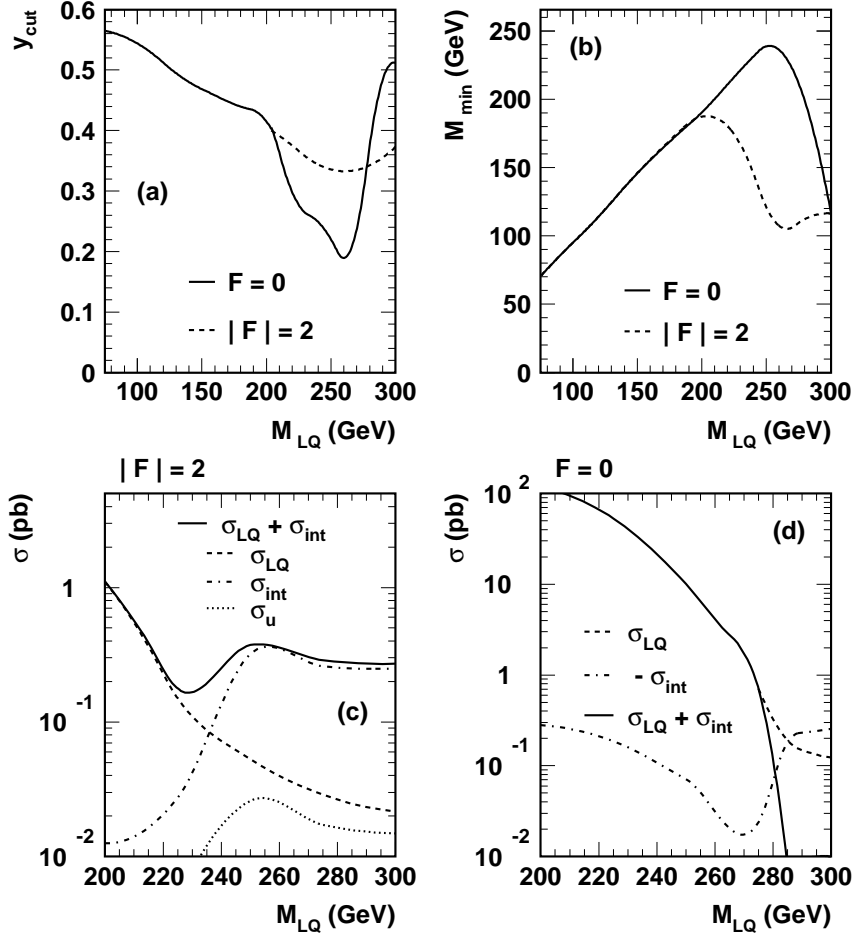 y_cut
0.6
0.5
0.4
0.3
0.2
0.1
0
(a)
F = 0
| F | = 2
100 150 200 250 300
M_LQ (GeV)
M_min (GeV)
250
200
150
100
50
0
(b)
F = 0
| F | = 2
100 150 200 250 300
M_LQ (GeV)
| F | = 2
σ (pb)
1
10^-1
10^-2
σ_LQ + σ_int
σ_LQ
σ_int
σ_u
(c)
200 220 240 260 280 300
M_LQ (GeV)
F = 0
σ (pb)
10^2
10
1
10^-1
10^-2
(d)
σ_LQ
- σ_int
σ_LQ + σ_int
200 220 240 260 280 300
M_LQ (GeV)